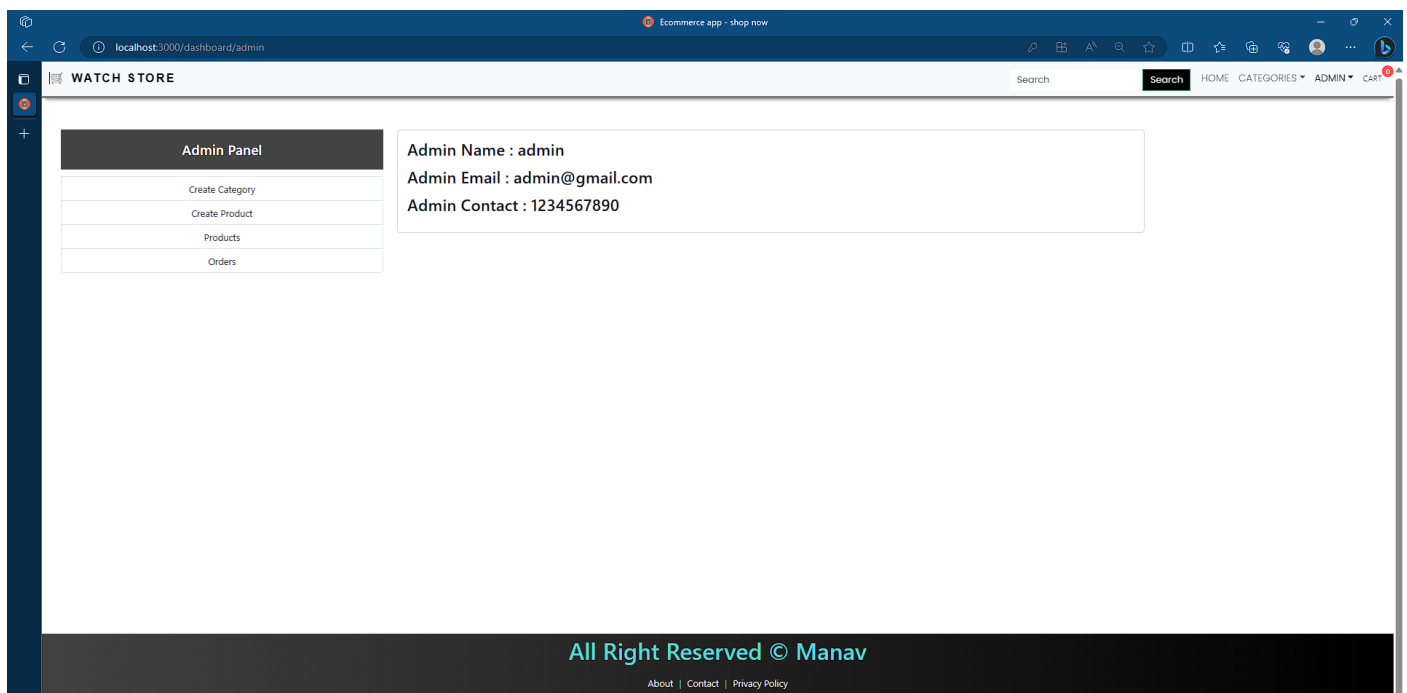 Ecommerce app - shop now
localhost:3000/dashboard/admin
WATCH STORE
Search Search HOME CATEGORIES ADMIN CART 0
Admin Panel
Create Category
Create Product
Products
Orders
Admin Name : admin
Admin Email : admin@gmail.com
Admin Contact : 1234567890
All Right Reserved © Manav
About | Contact | Privacy Policy